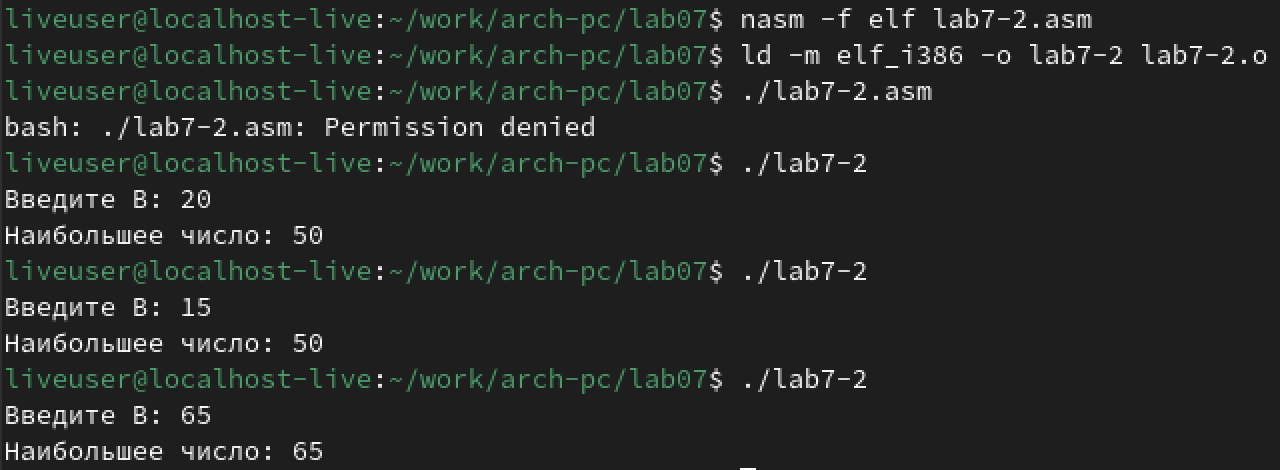 liveuser@localhost-live:~/work/arch-pc/lab07$ nasm -f elf lab7-2.asm
liveuser@localhost-live:~/work/arch-pc/lab07$ ld -m elf_i386 -o lab7-2 lab7-2.o
liveuser@localhost-live:~/work/arch-pc/lab07$ ./lab7-2.asm
bash: ./lab7-2.asm: Permission denied
liveuser@localhost-live:~/work/arch-pc/lab07$ ./lab7-2
Введите B: 20
Наибольшее число: 50
liveuser@localhost-live:~/work/arch-pc/lab07$ ./lab7-2
Введите B: 15
Наибольшее число: 50
liveuser@localhost-live:~/work/arch-pc/lab07$ ./lab7-2
Введите B: 65
Наибольшее число: 65